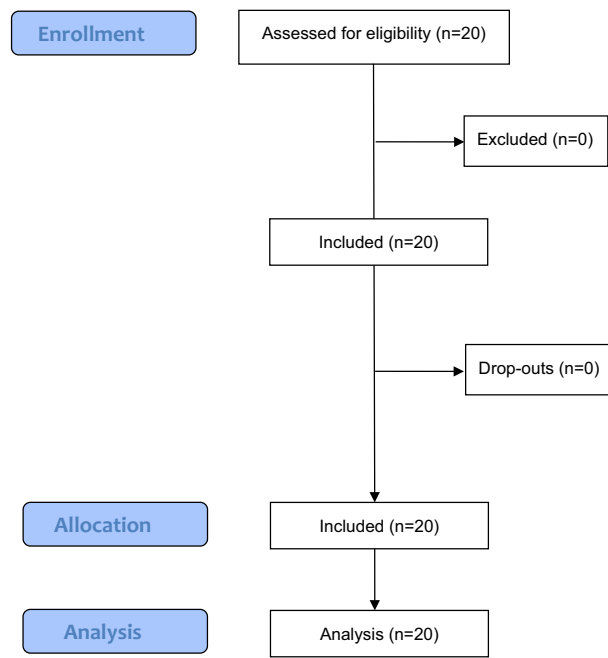 Enrollment
Assessed for eligibility (n=20)
Excluded (n=0)
Included (n=20)
Drop-outs (n=0)
Allocation
Included (n=20)
Analysis
Analysis (n=20)